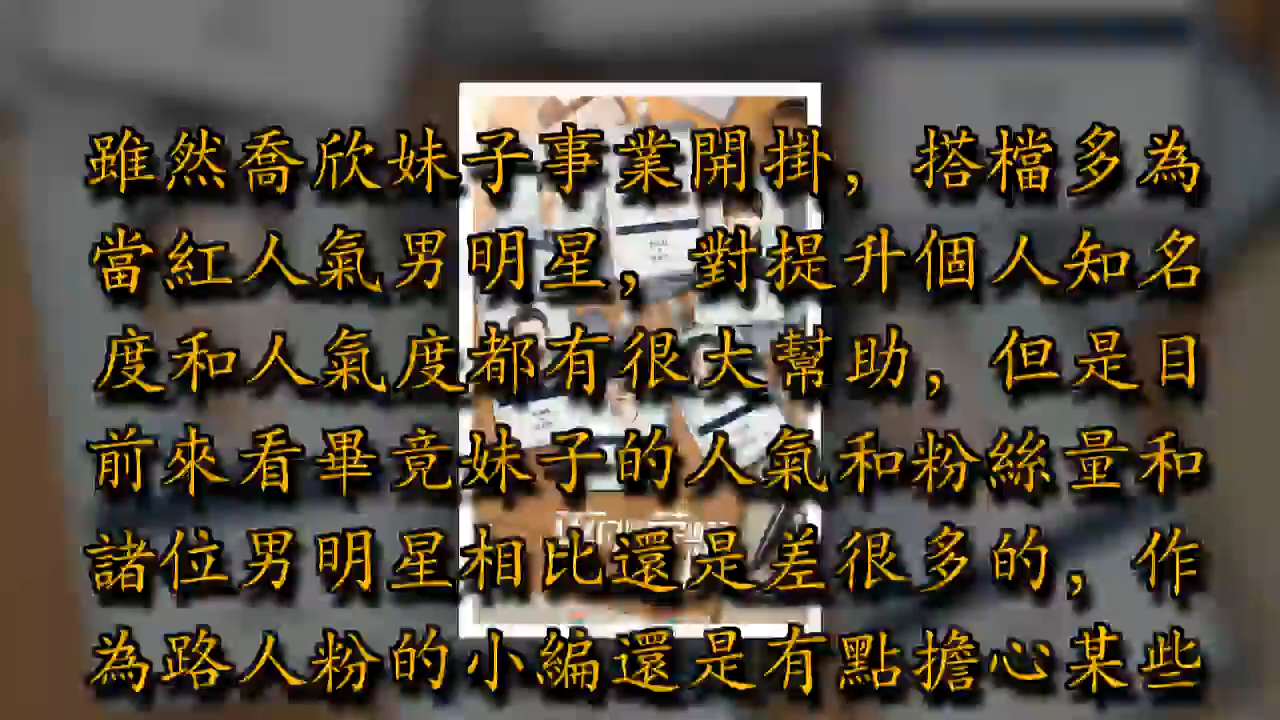 雖然喬欣妹子事業開掛，搭檔多為
當紅人氣男明星，對提升個人知名
度和人氣度都有很大幫助，但是目
前來看畢竟妹子的人氣和粉絲量和
諸位男明星相比還是差很多的，作
為路人粉的小編還是有點擔心某些